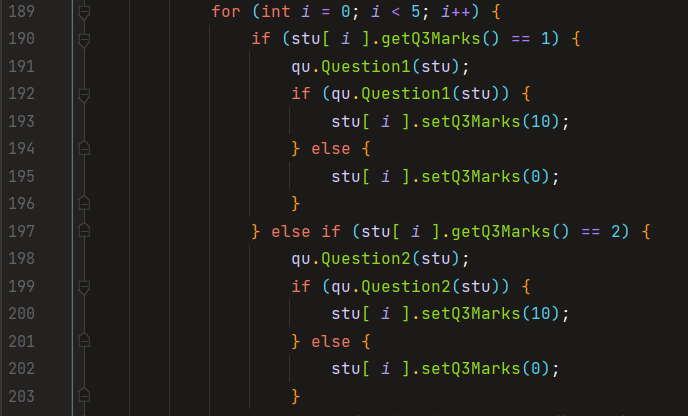 189 for (int i = 0; i < 5; i++) {
190 if (stu[ i ].getQ3Marks() == 1) {
191 qu.Question1(stu);
192 if (qu.Question1(stu)) {
193 stu[ i ].setQ3Marks(10);
194 } else {
195 stu[ i ].setQ3Marks(0);
196 }
197 } else if (stu[ i ].getQ3Marks() == 2) {
198 qu.Question2(stu);
199 if (qu.Question2(stu)) {
200 stu[ i ].setQ3Marks(10);
201 } else {
202 stu[ i ].setQ3Marks(0);
203 }